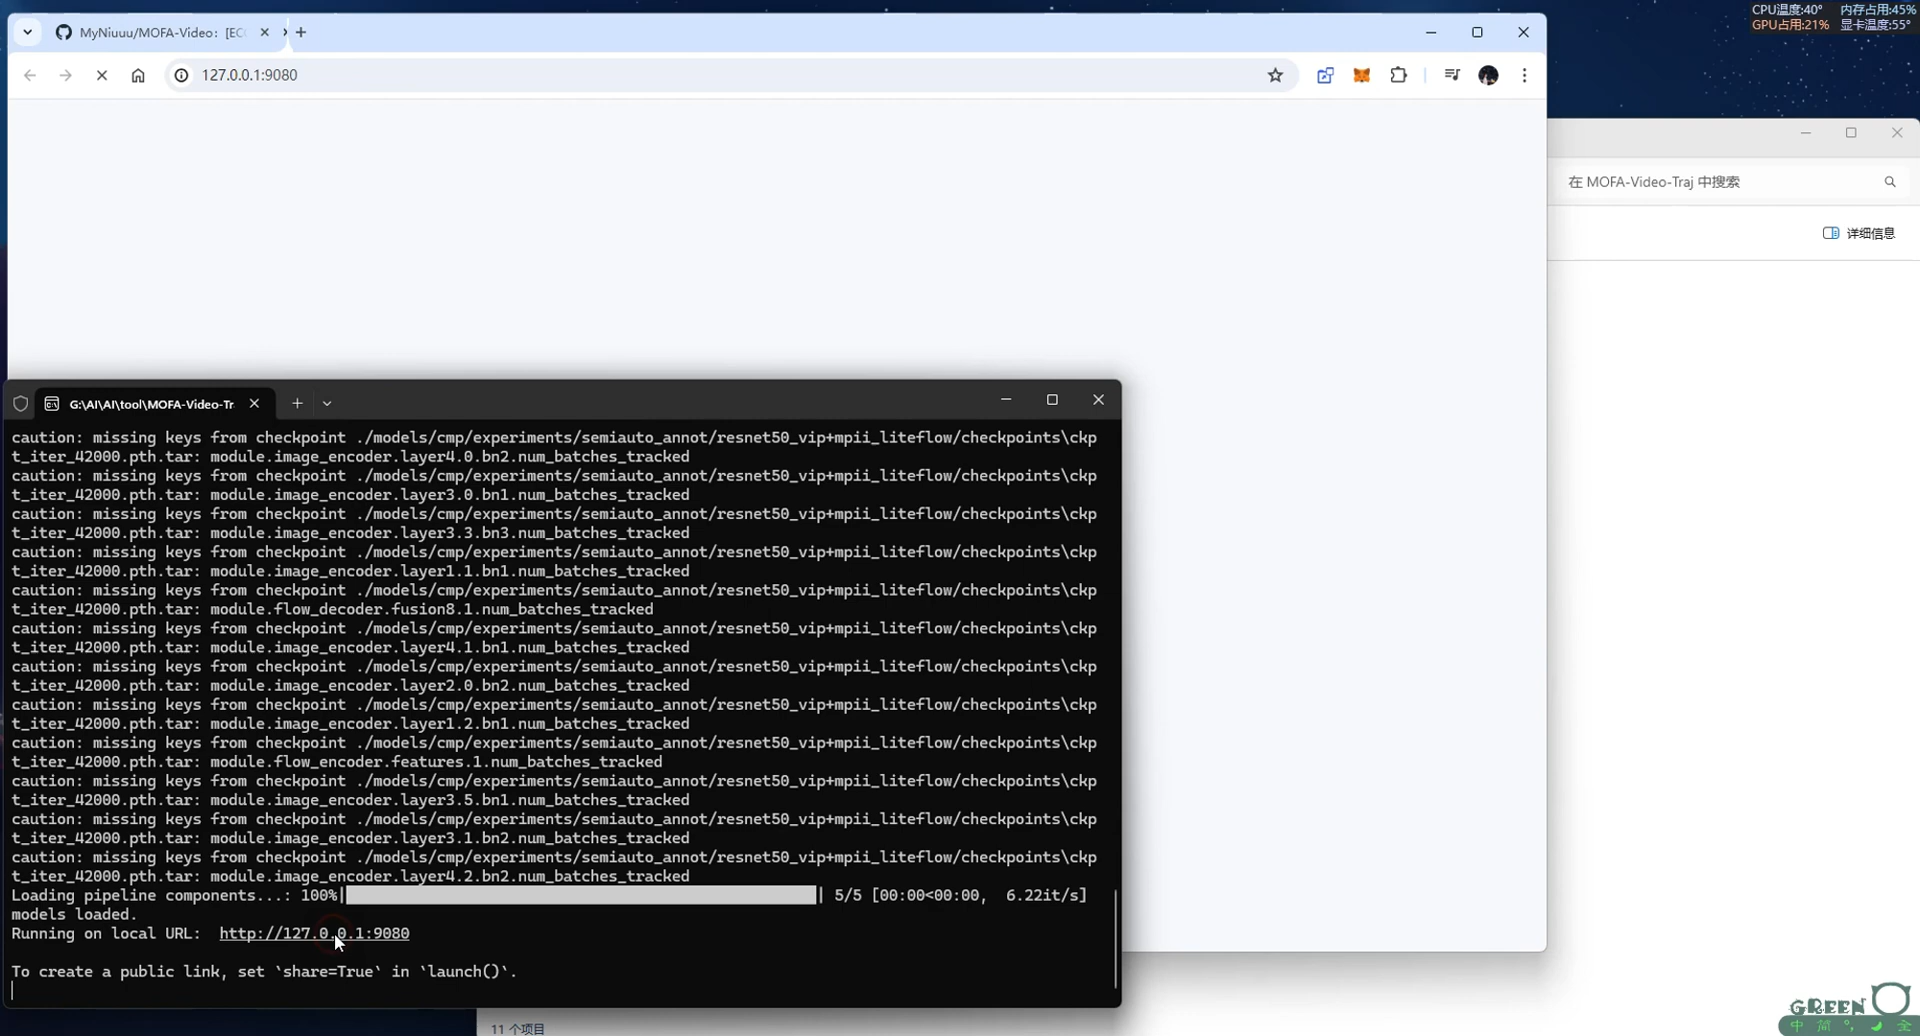 CPU温度:40° 内存占用:45%
GPU占用:21% 显卡温度:55°
MyNiuuu/MOFA-Video: [EC
127.0.0.1:9080
在 MOFA-Video-Traj 中搜索
详细信息
G:\AI\AI\tool\MOFA-Video-Tr
caution: missing keys from checkpoint ./models/cmp/experiments/semiauto_annot/resnet50_vip+mpii_liteflow/checkpoints\ckp
t_iter_42000.pth.tar: module.image_encoder.layer4.0.bn2.num_batches_tracked
caution: missing keys from checkpoint ./models/cmp/experiments/semiauto_annot/resnet50_vip+mpii_liteflow/checkpoints\ckp
t_iter_42000.pth.tar: module.image_encoder.layer3.0.bn1.num_batches_tracked
caution: missing keys from checkpoint ./models/cmp/experiments/semiauto_annot/resnet50_vip+mpii_liteflow/checkpoints\ckp
t_iter_42000.pth.tar: module.image_encoder.layer3.3.bn3.num_batches_tracked
caution: missing keys from checkpoint ./models/cmp/experiments/semiauto_annot/resnet50_vip+mpii_liteflow/checkpoints\ckp
t_iter_42000.pth.tar: module.image_encoder.layer1.1.bn1.num_batches_tracked
caution: missing keys from checkpoint ./models/cmp/experiments/semiauto_annot/resnet50_vip+mpii_liteflow/checkpoints\ckp
t_iter_42000.pth.tar: module.flow_decoder.fusion8.1.num_batches_tracked
caution: missing keys from checkpoint ./models/cmp/experiments/semiauto_annot/resnet50_vip+mpii_liteflow/checkpoints\ckp
t_iter_42000.pth.tar: module.image_encoder.layer4.1.bn1.num_batches_tracked
caution: missing keys from checkpoint ./models/cmp/experiments/semiauto_annot/resnet50_vip+mpii_liteflow/checkpoints\ckp
t_iter_42000.pth.tar: module.image_encoder.layer2.0.bn2.num_batches_tracked
caution: missing keys from checkpoint ./models/cmp/experiments/semiauto_annot/resnet50_vip+mpii_liteflow/checkpoints\ckp
t_iter_42000.pth.tar: module.image_encoder.layer1.2.bn1.num_batches_tracked
caution: missing keys from checkpoint ./models/cmp/experiments/semiauto_annot/resnet50_vip+mpii_liteflow/checkpoints\ckp
t_iter_42000.pth.tar: module.flow_encoder.features.1.num_batches_tracked
caution: missing keys from checkpoint ./models/cmp/experiments/semiauto_annot/resnet50_vip+mpii_liteflow/checkpoints\ckp
t_iter_42000.pth.tar: module.image_encoder.layer3.5.bn1.num_batches_tracked
caution: missing keys from checkpoint ./models/cmp/experiments/semiauto_annot/resnet50_vip+mpii_liteflow/checkpoints\ckp
t_iter_42000.pth.tar: module.image_encoder.layer3.1.bn2.num_batches_tracked
caution: missing keys from checkpoint ./models/cmp/experiments/semiauto_annot/resnet50_vip+mpii_liteflow/checkpoints\ckp
t_iter_42000.pth.tar: module.image_encoder.layer4.2.bn2.num_batches_tracked
Loading pipeline components...: 100%| | 5/5 [00:00<00:00, 6.22it/s]
models loaded.
Running on local URL: http://127.0.0.1:9080
To create a public link, set `share=True` in `launch()`.
11 个项目
GREEN
中 简 °, 全